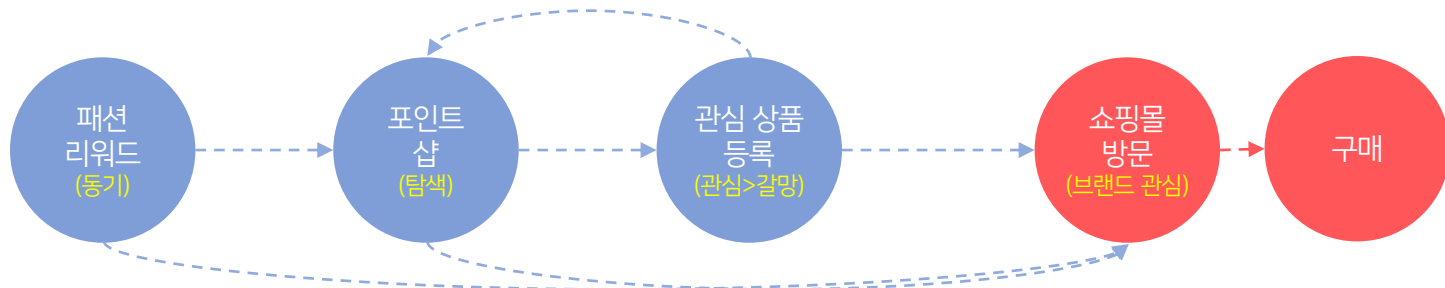 패션
리워드
(동기)
포인트
샵
(탐색)
관심 상품
등록
(관심>갈망)
쇼핑몰
방문
(브랜드 관심)
구매